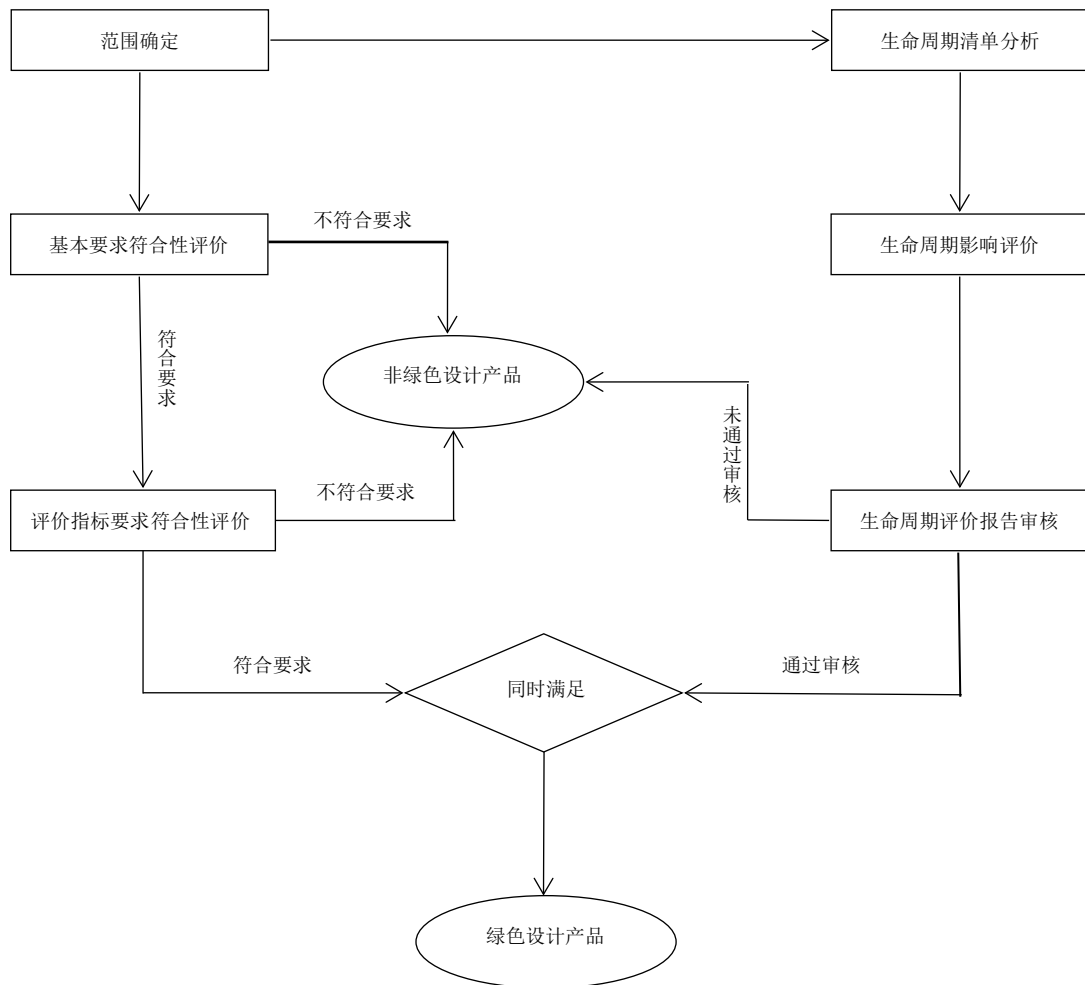 范围确定
生命周期清单分析
不符合要求
基本要求符合性评价
生命周期影响评价
符合要求
非绿色设计产品
未通过审核
不符合要求
评价指标要求符合性评价
生命周期评价报告审核
符合要求
同时满足
通过审核
绿色设计产品